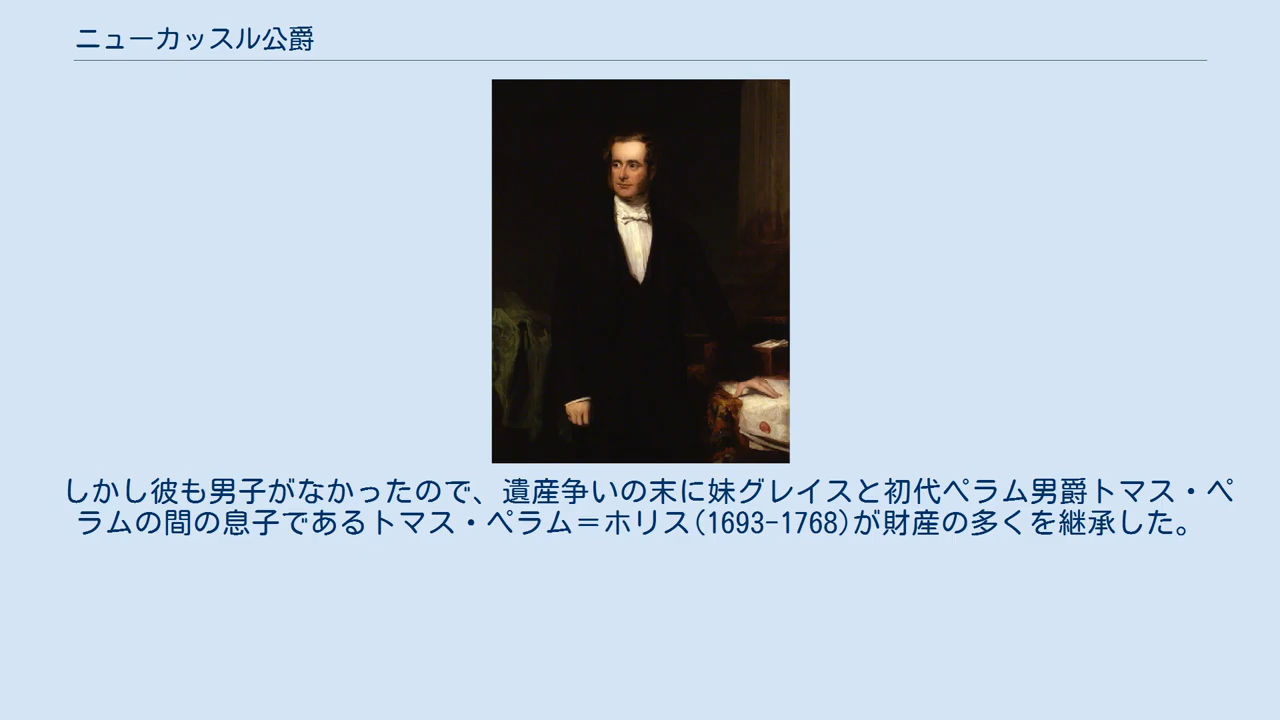 ニューカッスル公爵
しかし彼も男子がなかったので、遺産争いの末に妹グレイスと初代ペラム男爵トマス・ペ
ラムの間の息子であるトマス・ペラム＝ホリス(1693-1768)が財産の多くを継承した。